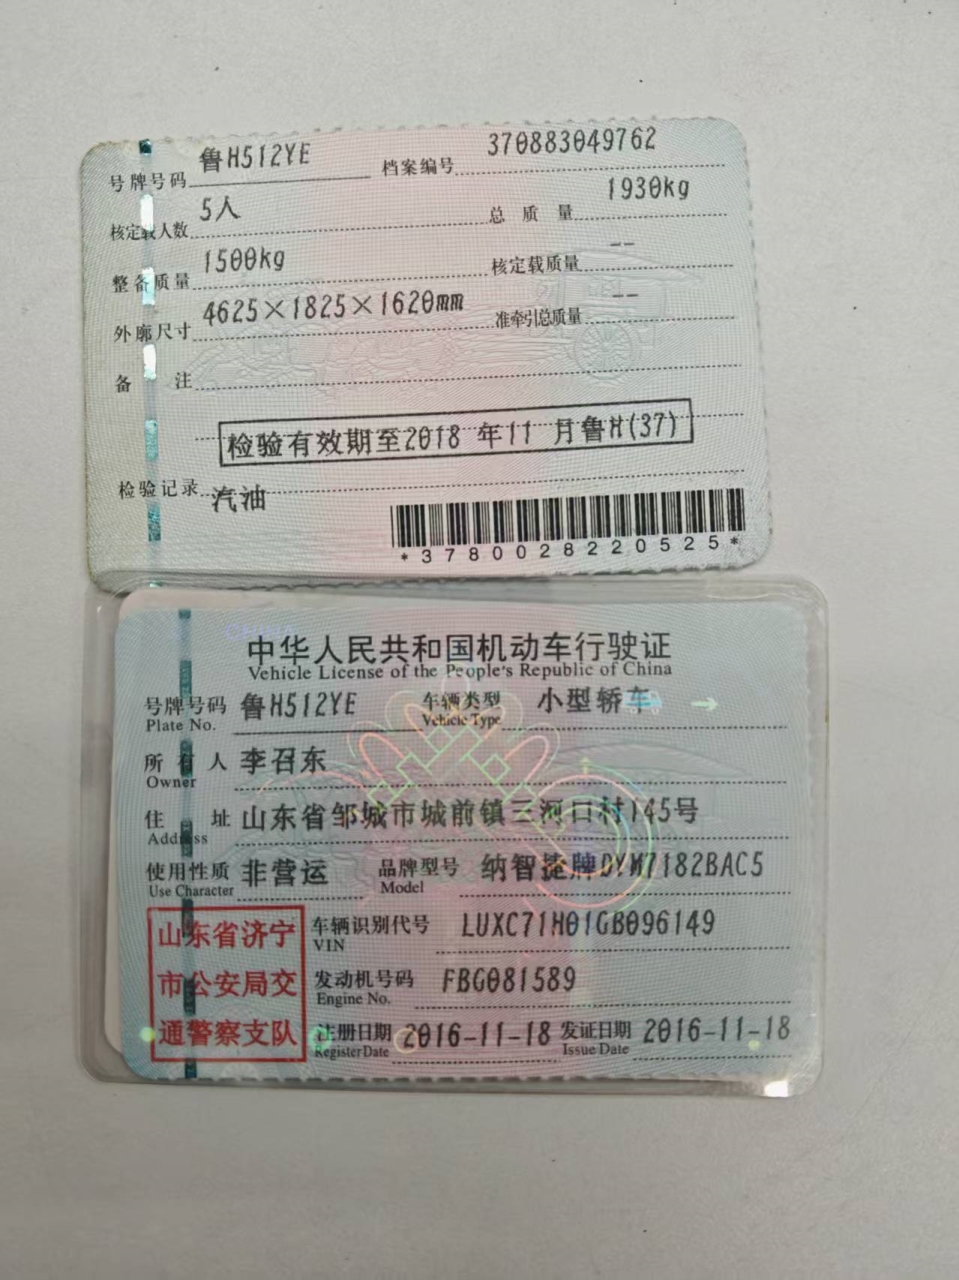 号牌号码 鲁H512YE 档案编号 370883049762
核定载人数 5人 总质量 1930kg
整备质量 1500kg 核定载质量 --
外廓尺寸 4625×1825×1620mm 准牵引总质量 --
备注
检验有效期至2018年11月鲁H(37)
检验记录 汽油
*3780028220525*
中华人民共和国机动车行驶证
Vehicle License of the People's Republic of China
号牌号码 鲁H512YE 车辆类型 小型轿车
Plate No. Vehicle Type
所有人 李召东
Owner
住址 山东省邹城市城前镇三河口村145号
Address
使用性质 非营运 品牌型号 纳智捷牌DYM7182BAC5
Use Character Model
山东省济宁
市公安局交
通警察支队
车辆识别代号 LUXC71H01GB096149
VIN
发动机号码 FBG081589
Engine No.
注册日期 2016-11-18 发证日期 2016-11-18
Register Date Issue Date